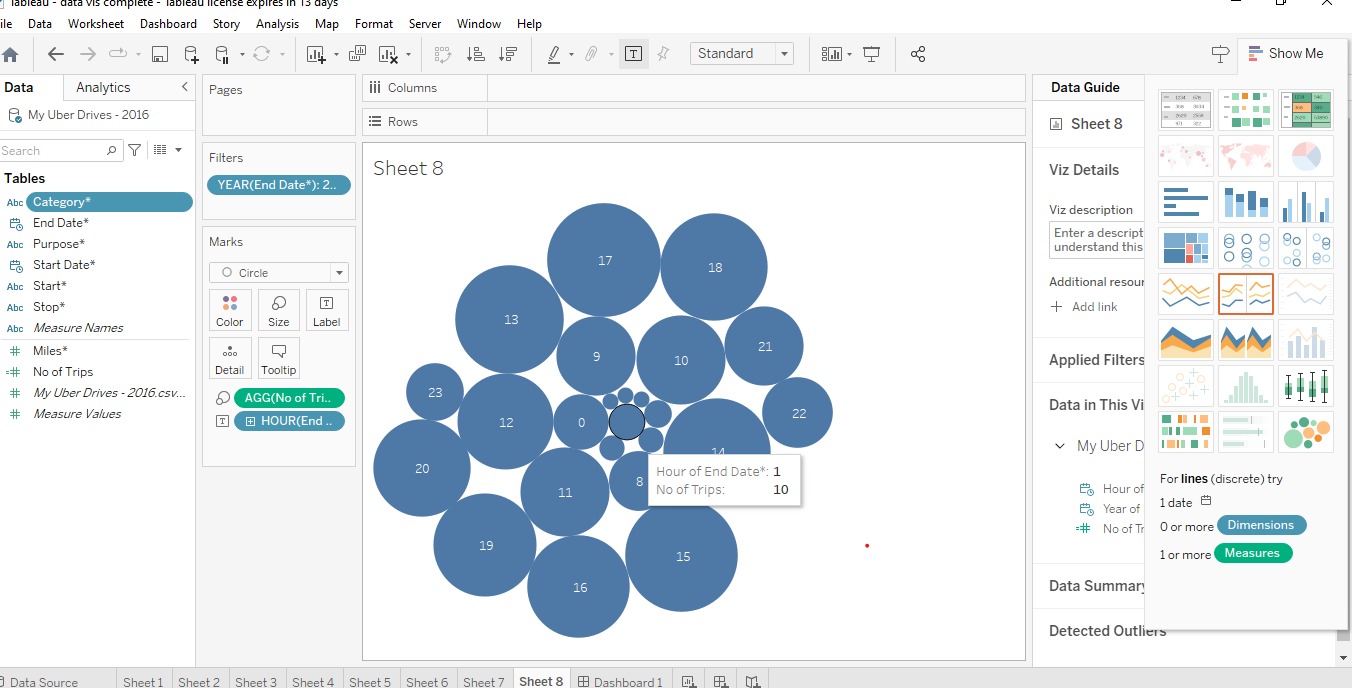 Tableau - data vis complete - Tableau license expires in 13 days
ile Data Worksheet Dashboard Story Analysis Map Format Server Window Help
Standard
Show Me
Data Analytics
My Uber Drives - 2016
Search
Tables
Abc Category*
End Date*
Abc Purpose*
Start Date*
Abc Start*
Abc Stop*
Abc Measure Names
# Miles*
=# No of Trips
# My Uber Drives - 2016.csv...
# Measure Values
Pages
Filters
YEAR(End Date*): 2..
Marks
Circle
Color Size Label
Detail Tooltip
AGG(No of Tri..
HOUR(End ..
Columns
Rows
Sheet 8
17
18
13
9
10
21
23
12
0
22
14
20
11
8
19
15
16
Hour of End Date*: 1
No of Trips: 10
Data Guide
Sheet 8
Viz Details
Viz description
Enter a descript
understand this
Additional resour
Add link
Applied Filters
Data in This Vi
My Uber D
Hour of
Year of
No of Tr
Data Summary
Detected Outliers
For lines (discrete) try
1 date
0 or more Dimensions
1 or more Measures
Data Source Sheet 1 Sheet 2 Sheet 3 Sheet 4 Sheet 5 Sheet 6 Sheet 7 Sheet 8 Dashboard 1